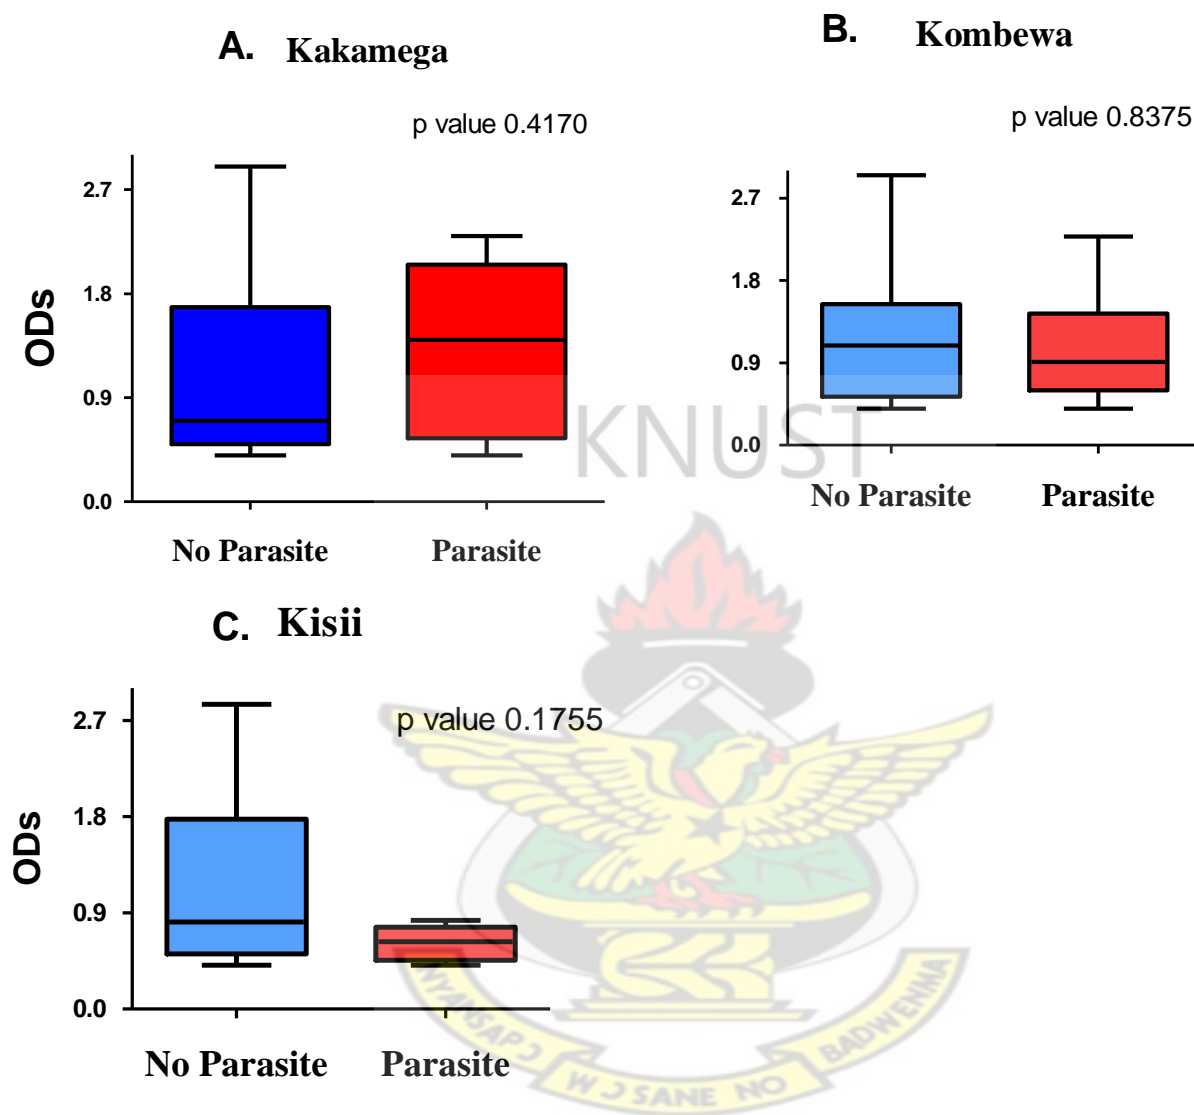 A. Kakamega
p value 0.4170
2.7
1.8
0.9
0.0
ODs
No Parasite Parasite
B. Kombewa
p value 0.8375
2.7
1.8
0.9
0.0
No Parasite Parasite
KNUST
C. Kisii
p value 0.1755
2.7
1.8
0.9
0.0
ODs
No Parasite Parasite
NYANSAPƆ
W Ɔ SANE NO
BADWENMA